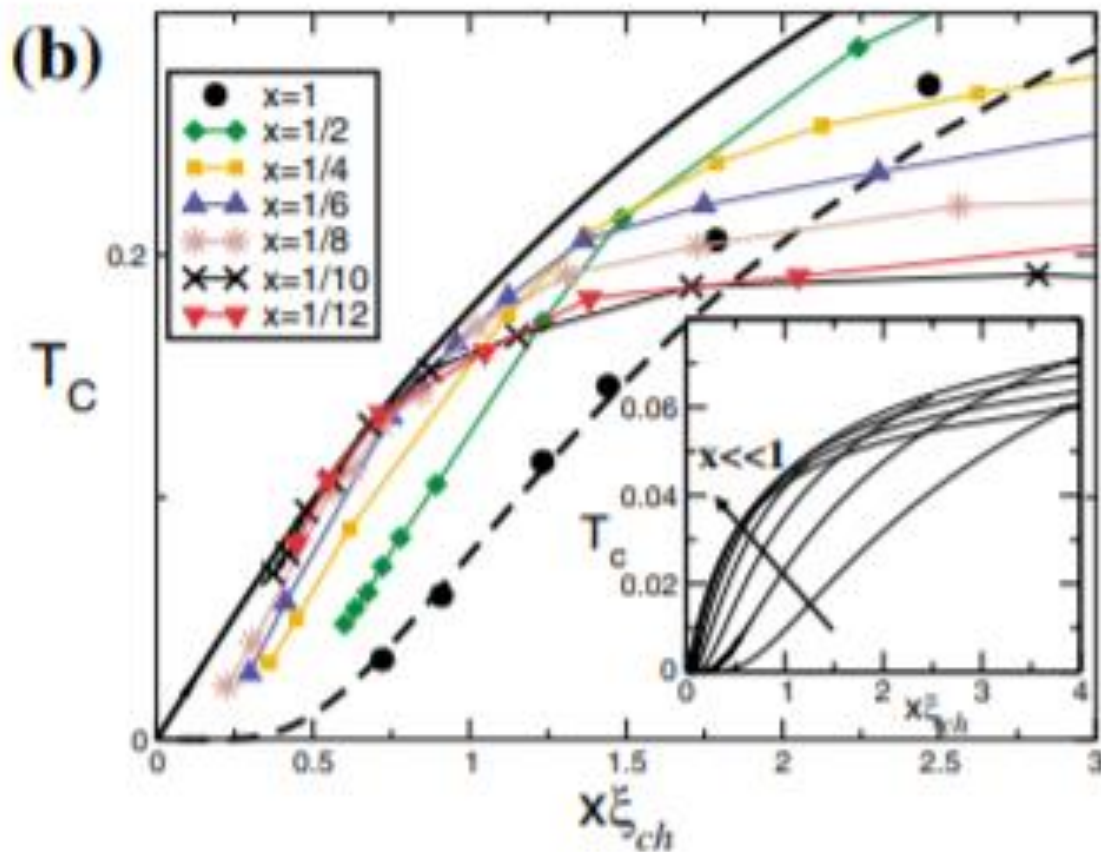 (b)
x=1
x=1/2
x=1/4
x=1/6
x=1/8
x=1/10
x=1/12
0.2
T_C
0
0 0.5 1 1.5 2 2.5 3
xξ_ch
0.06
x<<1
0.04
T_c
0.02
0
0 1 2 3 4
xξ_ch